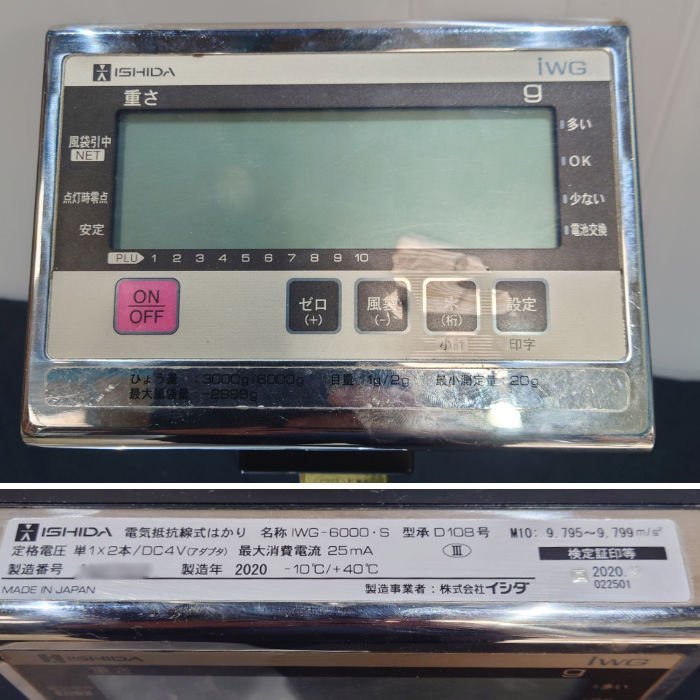 ISHIDA iWG
重さ g
風袋引中 多い
NET
OK
点灯時零点 少ない
安定 電池交換
PLU 1 2 3 4 5 6 7 8 9 10
ON
OFF
ゼロ (+)
風袋 (-)
* (桁)
設定
小計 印字
ひょう量 :3000g/6000g 目量:1g/2g 最小測定量:20g
最大風袋量:-2999g
ISHIDA 電気抵抗線式はかり 名称 IWG-6000・S 型承 D108号 M10: 9.795~9.799m/s²
定格電圧 単1×2本/DC4V(アダプタ) 最大消費電流 25mA Ⅲ 検定証印等
製造番号 製造年 2020 -10℃/+40℃ 2020.
022501
MADE IN JAPAN 製造事業者:株式会社イシダ
ISHIDA iWG
g